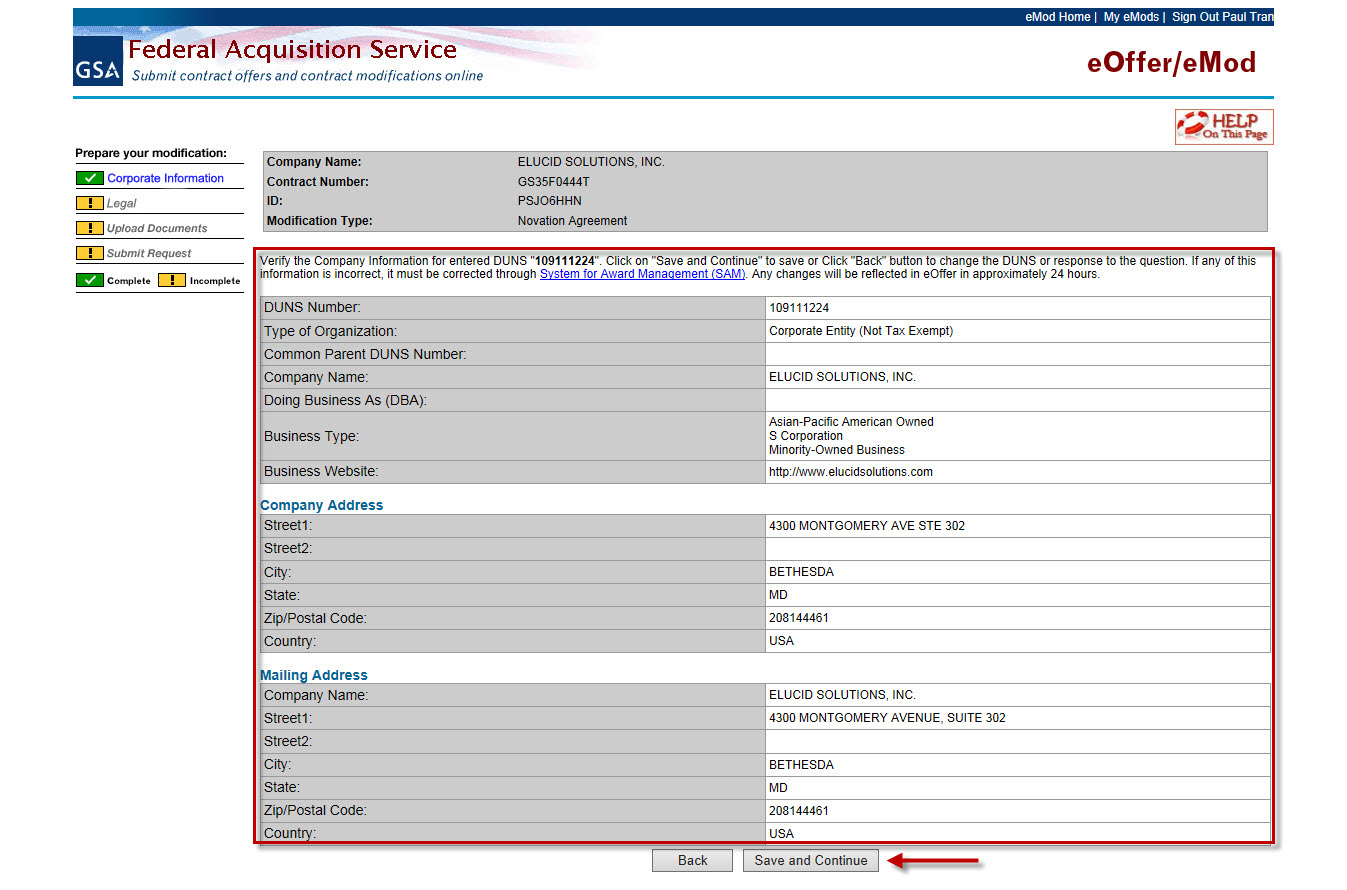 eMod Home | My eMods | Sign Out Paul Tran
GSA
Federal Acquisition Service
Submit contract offers and contract modifications online
eOffer/eMod
HELP
On This Page
Prepare your modification:
Corporate Information
! Legal
! Upload Documents
! Submit Request
Complete ! Incomplete
Company Name: ELUCID SOLUTIONS, INC.
Contract Number: GS35F0444T
ID: PSJO6HHN
Modification Type: Novation Agreement
Verify the Company Information for entered DUNS "109111224". Click on "Save and Continue" to save or Click "Back" button to change the DUNS or response to the question. If any of this
information is incorrect, it must be corrected through System for Award Management (SAM). Any changes will be reflected in eOffer in approximately 24 hours.
DUNS Number: 109111224
Type of Organization: Corporate Entity (Not Tax Exempt)
Common Parent DUNS Number:
Company Name: ELUCID SOLUTIONS, INC.
Doing Business As (DBA):
Business Type: Asian-Pacific American Owned
S Corporation
Minority-Owned Business
Business Website: http://www.elucidsolutions.com
Company Address
Street1: 4300 MONTGOMERY AVE STE 302
Street2:
City: BETHESDA
State: MD
Zip/Postal Code: 208144461
Country: USA
Mailing Address
Company Name: ELUCID SOLUTIONS, INC.
Street1: 4300 MONTGOMERY AVENUE, SUITE 302
Street2:
City: BETHESDA
State: MD
Zip/Postal Code: 208144461
Country: USA
Back Save and Continue